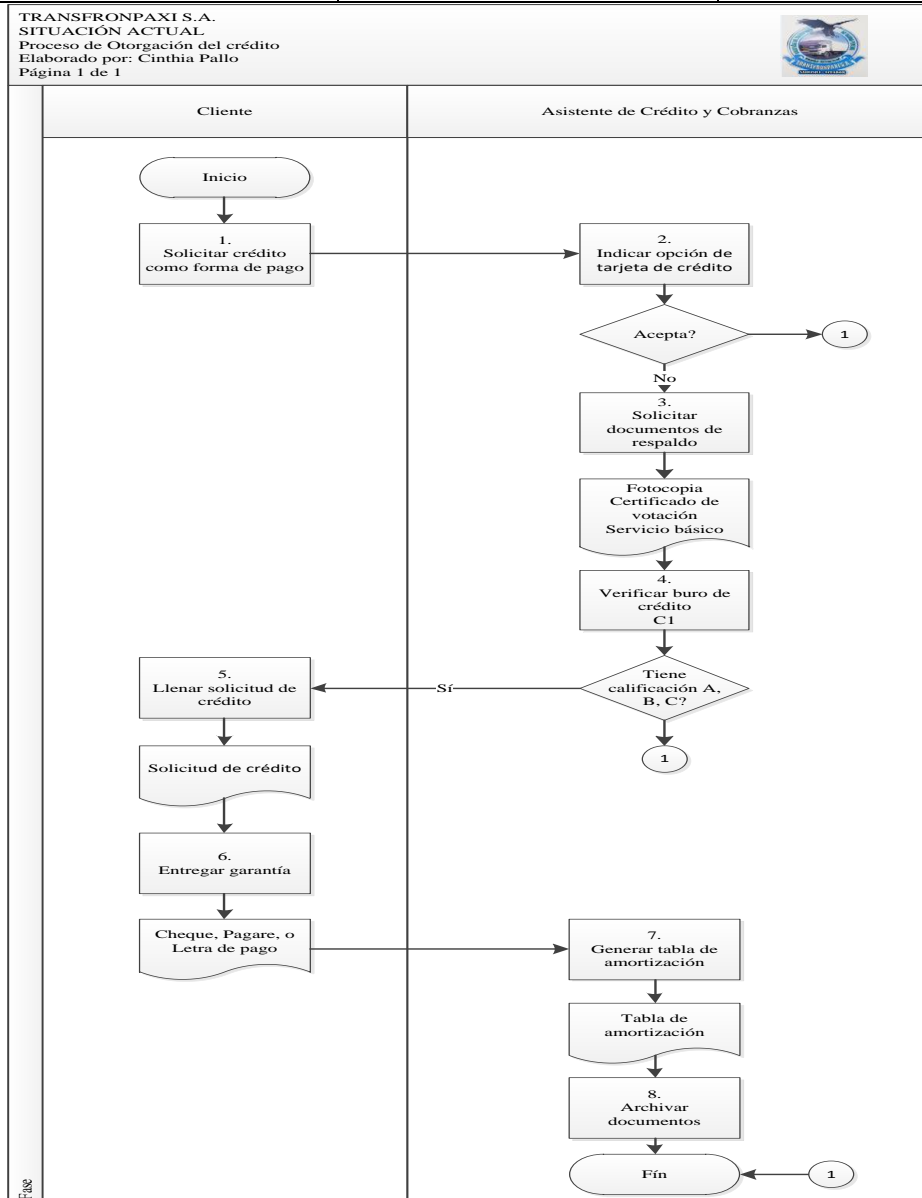 TRANSFRONPAXI S.A.
SITUACIÓN ACTUAL
Proceso de Otorgación del crédito
Elaborado por: Cinthia Pallo
Página 1 de 1
Cliente
Asistente de Crédito y Cobranzas
Inicio
1.
Solicitar crédito
como forma de pago
2.
Indicar opción de
tarjeta de crédito
Acepta?
1
No
3.
Solicitar
documentos de
respaldo
Fotocopia
Certificado de
votación
Servicio básico
4.
Verificar buro de
crédito
C1
Tiene
calificación A,
B, C?
Sí
1
5.
Llenar solicitud de
crédito
Solicitud de crédito
6.
Entregar garantía
Cheque, Pagare, o
Letra de pago
7.
Generar tabla de
amortización
Tabla de
amortización
8.
Archivar
documentos
Fín
1
Fase